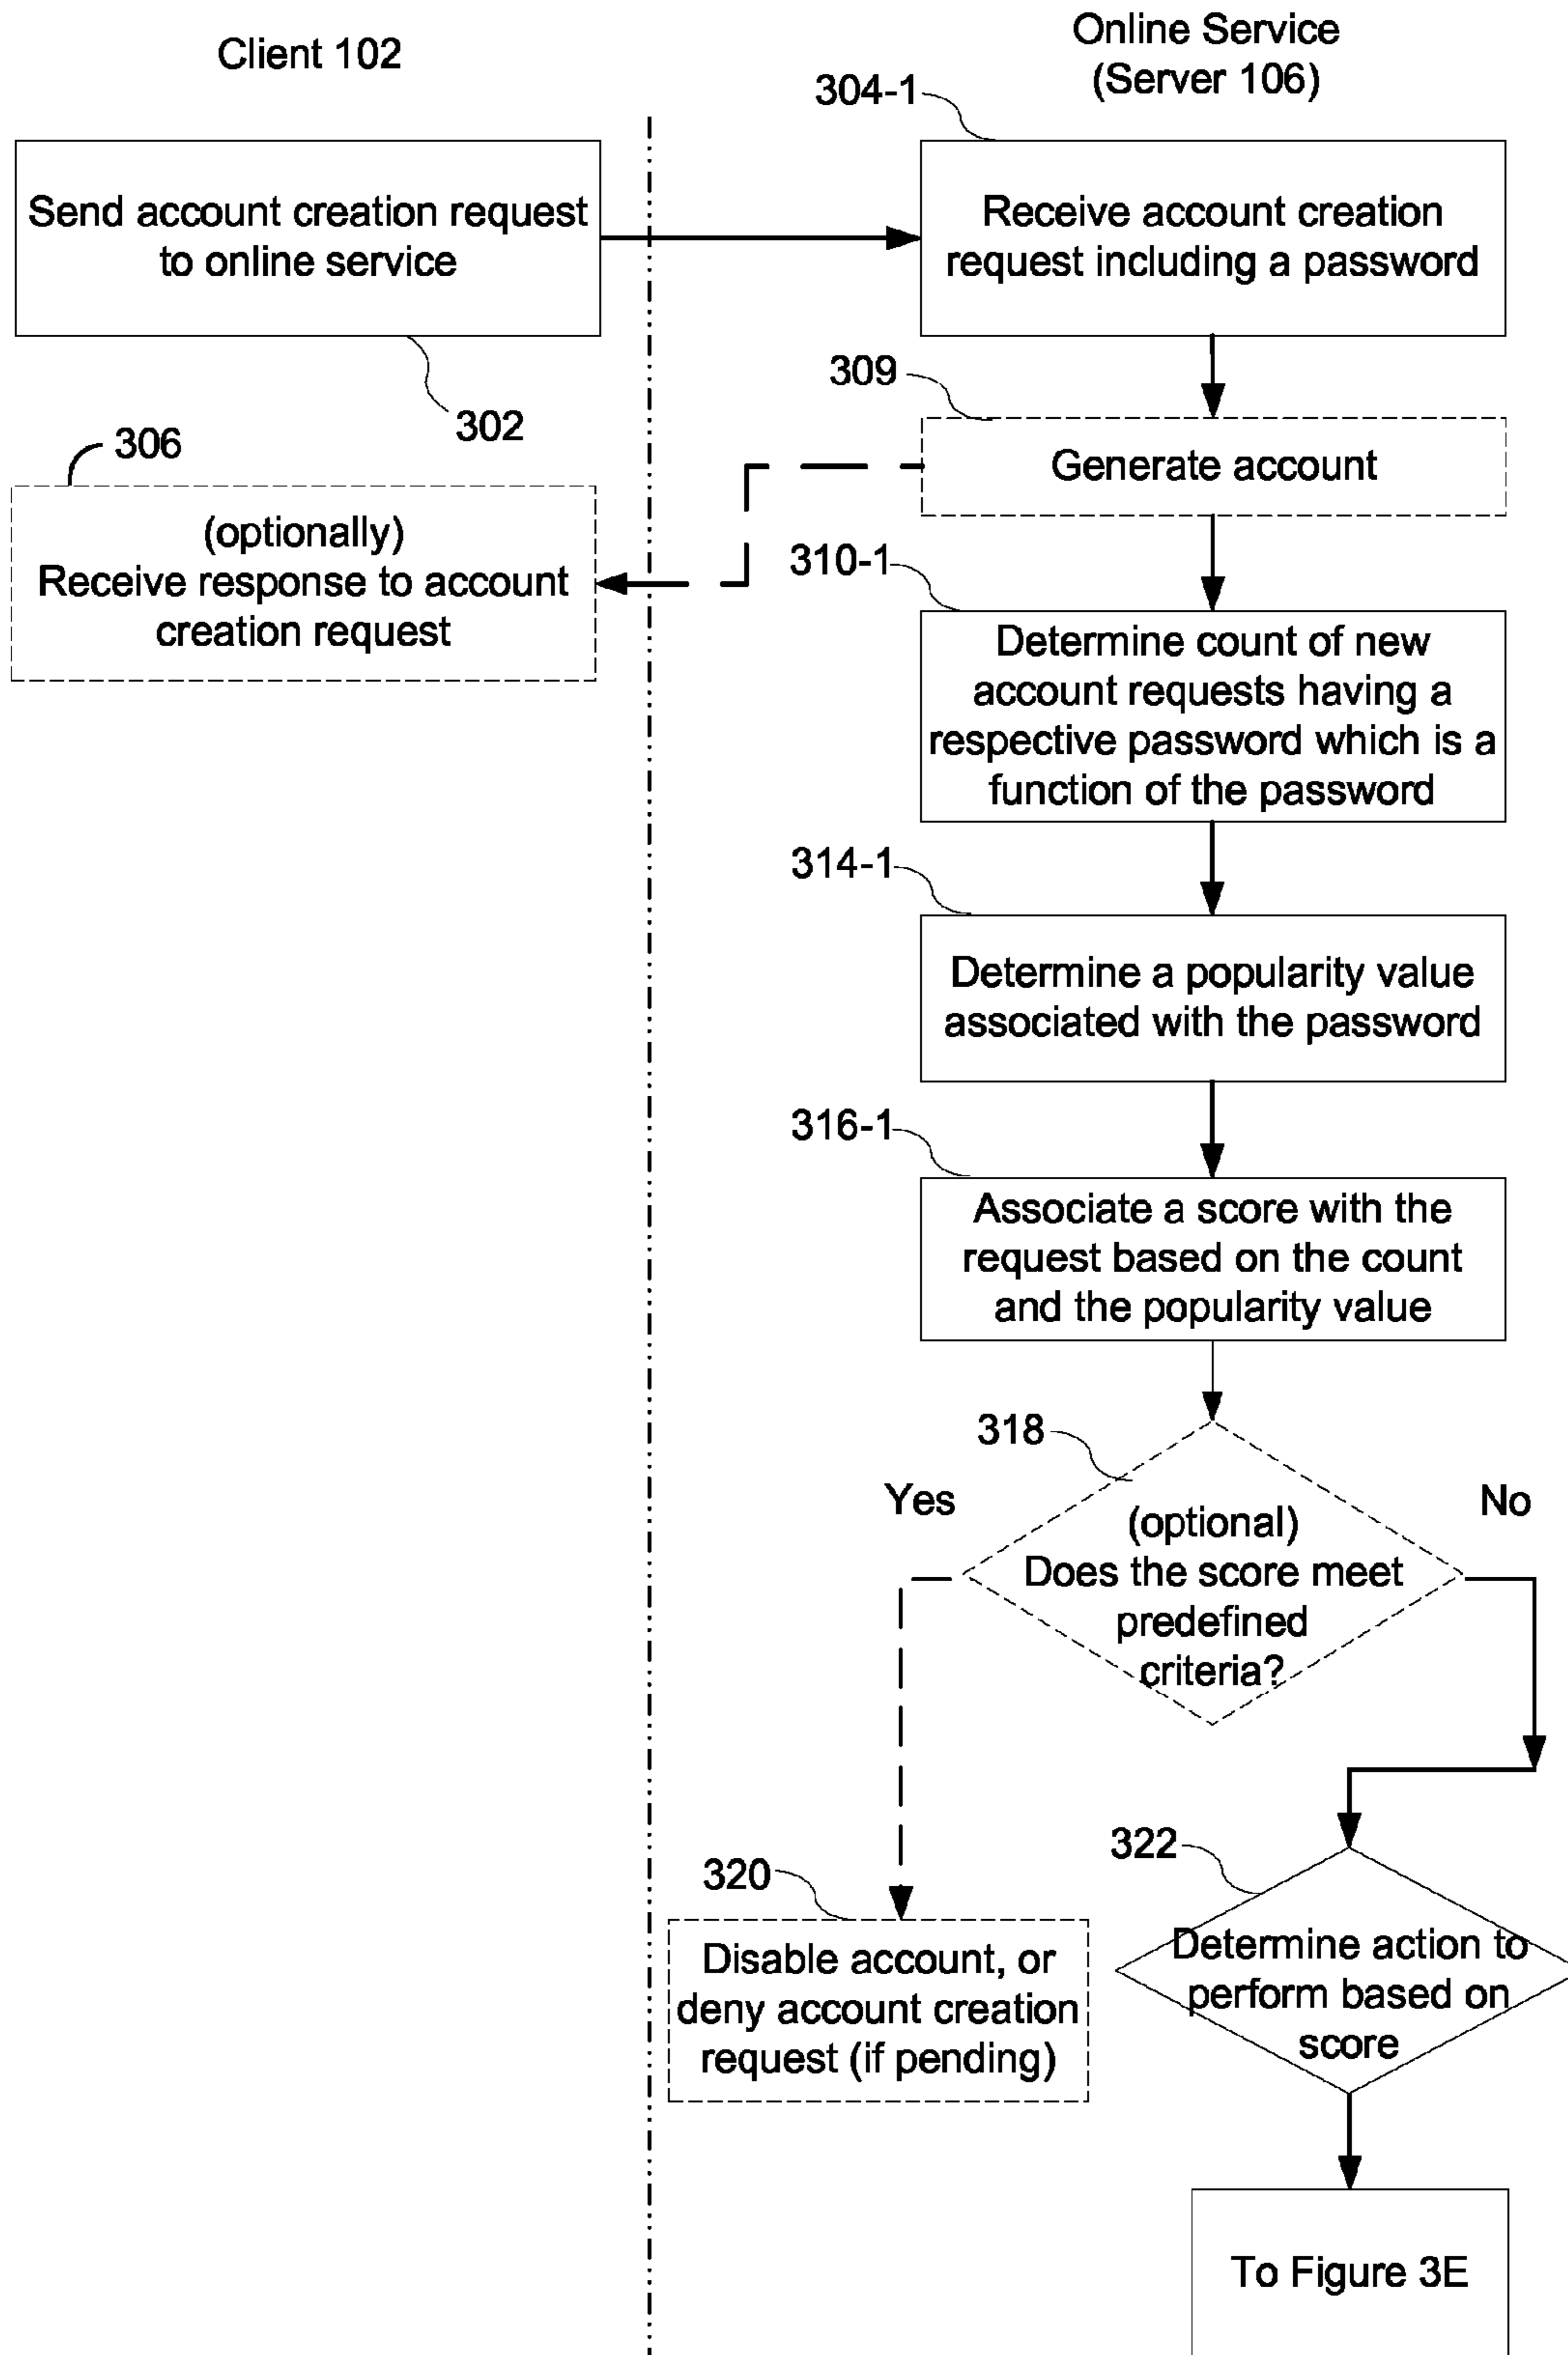 Client 102
Online Service
(Server 106)
304-1
Send account creation request
to online service
302
Receive account creation
request including a password
309
Generate account
306
(optionally)
Receive response to account
creation request
310-1
Determine count of new
account requests having a
respective password which is a
function of the password
314-1
Determine a popularity value
associated with the password
316-1
Associate a score with the
request based on the count
and the popularity value
318
Yes
No
(optional)
Does the score meet
predefined
criteria?
320
Disable account, or
deny account creation
request (if pending)
322
Determine action to
perform based on
score
To Figure 3E